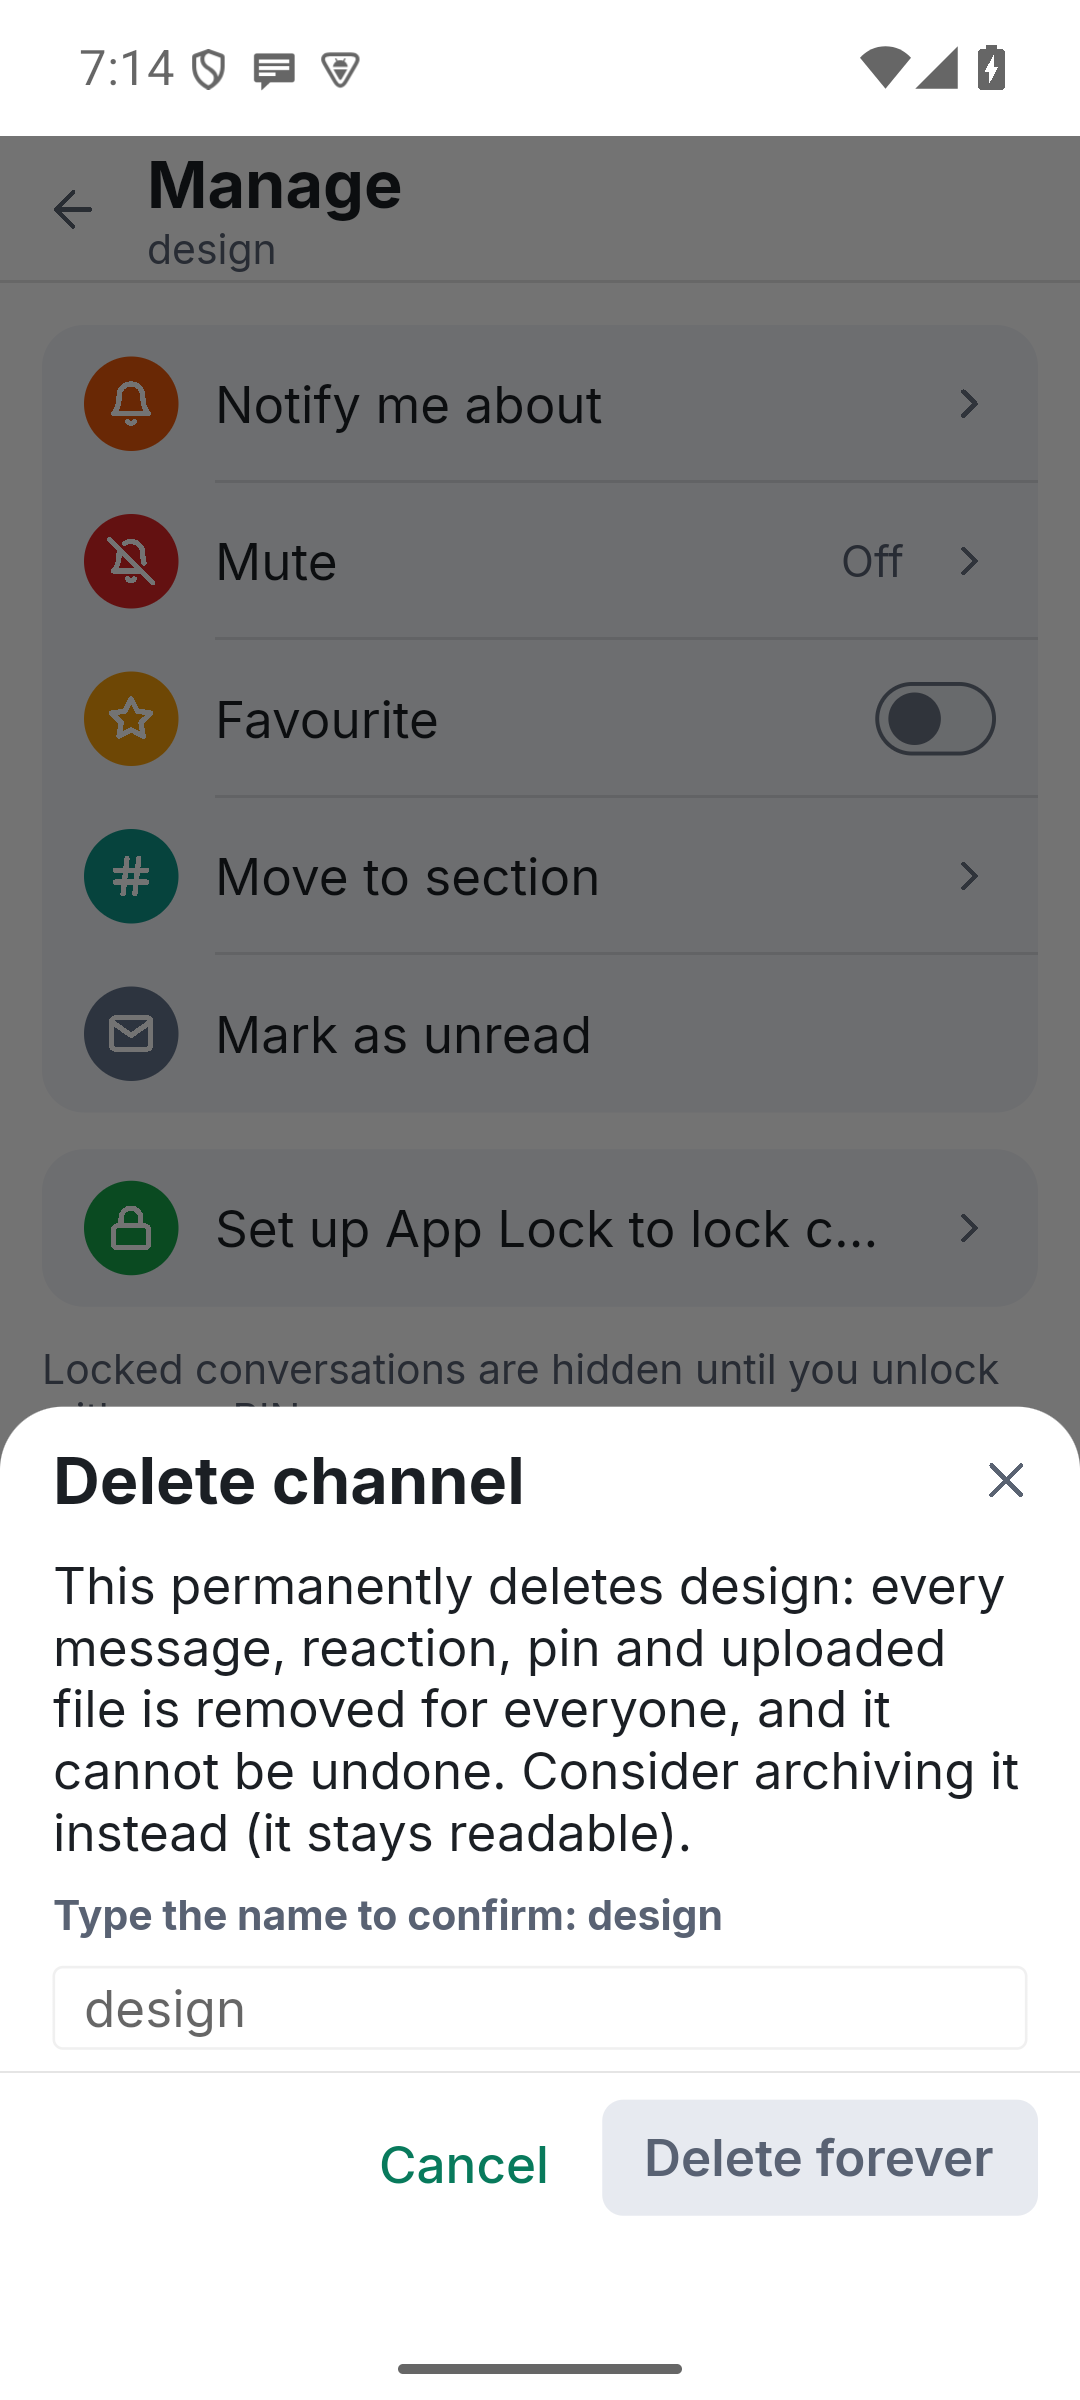 7:14
Manage
design
Notify me about
Mute
Off
Favourite
Move to section
Mark as unread
Set up App Lock to lock c...
Locked conversations are hidden until you unlock
Delete channel
This permanently deletes design: every
message, reaction, pin and uploaded
file is removed for everyone, and it
cannot be undone. Consider archiving it
instead (it stays readable).
Type the name to confirm: design
design
Cancel
Delete forever